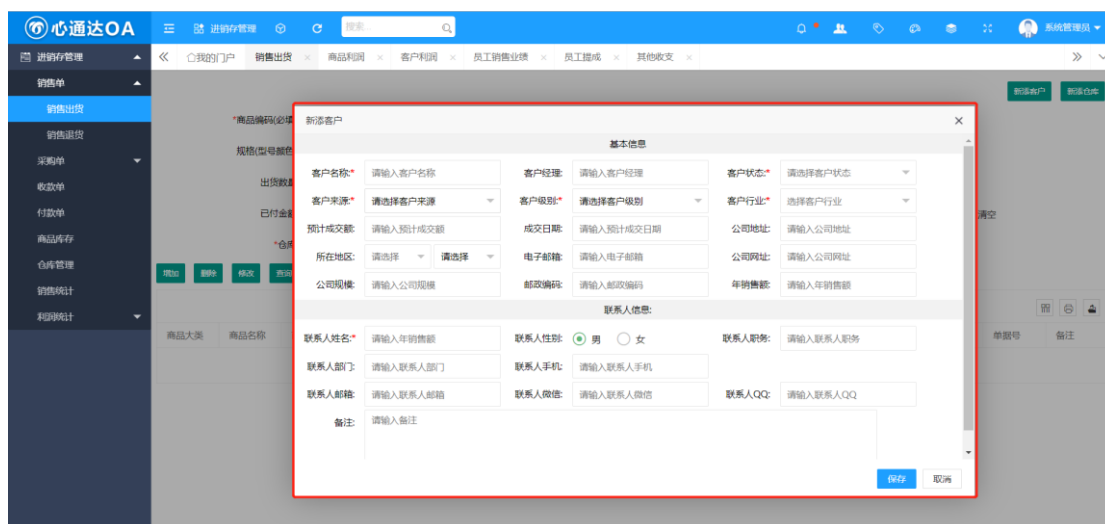 心通达OA 进销存管理 搜索... 系统管理员
进销存管理 我的门户 销售出货 商品利润 客户利润 员工销售业绩 员工提成 其他收支
销售单
新添客户 新添仓库
销售出货
销售退货
采购单
收款单
付款单
商品库存
仓库管理
销售统计
利润统计
*商品编码(必填
规格(型号颜色
出货数量
已付金额
*仓库
清空
增加 删除 修改 查询
商品大类 商品名称 单据号 备注
新添客户
基本信息
客户名称:* 请输入客户名称 客户经理: 请输入客户经理 客户状态:* 请选择客户状态
客户来源:* 请选择客户来源 客户级别:* 请选择客户级别 客户行业:* 选择客户行业
预计成交额: 请输入预计成交额 成交日期: 请输入预计成交日期 公司地址: 请输入公司地址
所在地区: 请选择 请选择 电子邮箱: 请输入电子邮箱 公司网址: 请输入公司网址
公司规模: 请输入公司规模 邮政编码: 请输入邮政编码 年销售额: 请输入年销售额
联系人信息:
联系人姓名:* 请输入年销售额 联系人性别: 男 女 联系人职务: 请输入联系人职务
联系人部门: 请输入联系人部门 联系人手机: 请输入联系人手机
联系人邮箱: 请输入联系人邮箱 联系人微信: 请输入联系人微信 联系人QQ: 请输入联系人QQ
备注: 请输入备注
保存 取消